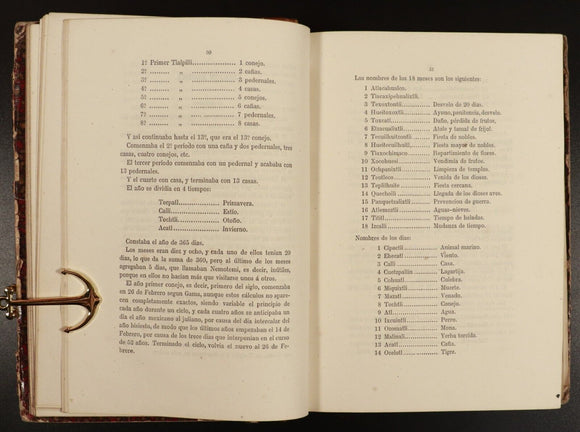 50
1º Primer Tlalpilli.................... 1 conejo.
2º ......... „ .................... 2 cañas.
3º ......... „ .................... 3 pedernales.
4º ......... „ .................... 4 casas.
5º ......... „ .................... 5 conejos.
6º ......... „ .................... 6 cañas.
7º ......... „ .................... 7 pedernales.
8º ......... „ .................... 8 casas.
Y así continuaba hasta el 13º, que era el 13º conejo.
Comenzaba el 2º período con una caña y dos pedernales, tres casas, cuatro conejos, etc.
El tercer período comenzaba con un pedernal y acababa con 13 pedernales.
Y el cuarto con casa, y terminaba con 13 casas.
El año se dividia en 4 tiempos:
Tecpatl.................... Primavera.
Calli.................... Estío.
Tochtli.................... Otoño.
Acatl.................... Invierno.
Constaba el año de 365 dias.
Los meses eran diez y ocho, y cada uno de ellos tenian 20
dias, lo que da la suma de 360, pero al último de los meses
agregaban 5 dias, que llamaban Nemotemi, es decir, inútiles,
porque en ellos no hacian más que visitarse unos á otros.
El año primer conejo, es decir, primero del siglo, comenzaba
en 26 de Febrero segun Gama, aunque estos cálculos no aparecen
completamente exactos, siendo variable el principio de
cada año durante un ciclo, y cada cuatro años se anticipaba un
dia el año mexicano al juliano, por causa del dia intercalar del
año bisiesto, de modo que los últimos años empezaban el 14 de
Febrero, por causa de los trece dias que interponian en el curso
de 52 años. Terminado el ciclo, volvia el nuevo al 26 de Febrero.
51
Los nombres de los 18 meses son los siguientes:
1 Atlacahualco.
2 Tlacaxipehualiztli.
3 Tozoztontli............ Desvelo de 20 dias.
4 Hueitozoztli............ Ayuno, penitencia, desvelo.
5 Toxcatl............ Daño, pérdida de frutos.
6 Etzacualiztli............ Atole y tamal de frijol.
7 Tecuilhuitzintli............ Fiesta de nobles.
8 Hueitecuilhuitl............ Fiesta mayor de nobles.
9 Tlaxochimaco............ Repartimiento de flores.
10 Xocohuezi............ Vendimia de frutos.
11 Ochpaniztli............ Limpieza de templos.
12 Teotleco............ Venida de los dioses.
13 Tepilhuite............ Fiesta cercana.
14 Quecholi............ Llegada de los dioses aves.
15 Panquetzaliztli............ Prevencion de guerra.
16 Atlemoztli............ Aguas-nieves.
17 Tititl............ Tiempo de heladas.
18 Izcalli............ Mudanza de tiempo.
Nombres de los dias:
1 Cipactli............ Animal marino.
2 Ehecatl............ Viento.
3 Calli............ Casa.
4 Cuetzpalin............ Lagartija.
5 Cohuatl............ Culebra.
6 Miquiztli............ Muerte.
7 Mazatl............ Venado.
8 Tochtli............ Conejo.
9 Atl............ Agua.
10 Itzcuintli............ Perro.
11 Ozomatli............ Mona.
12 Malinali............ Yerba torcida.
13 Acatl............ Caña.
14 Ocelotl............ Tigre.